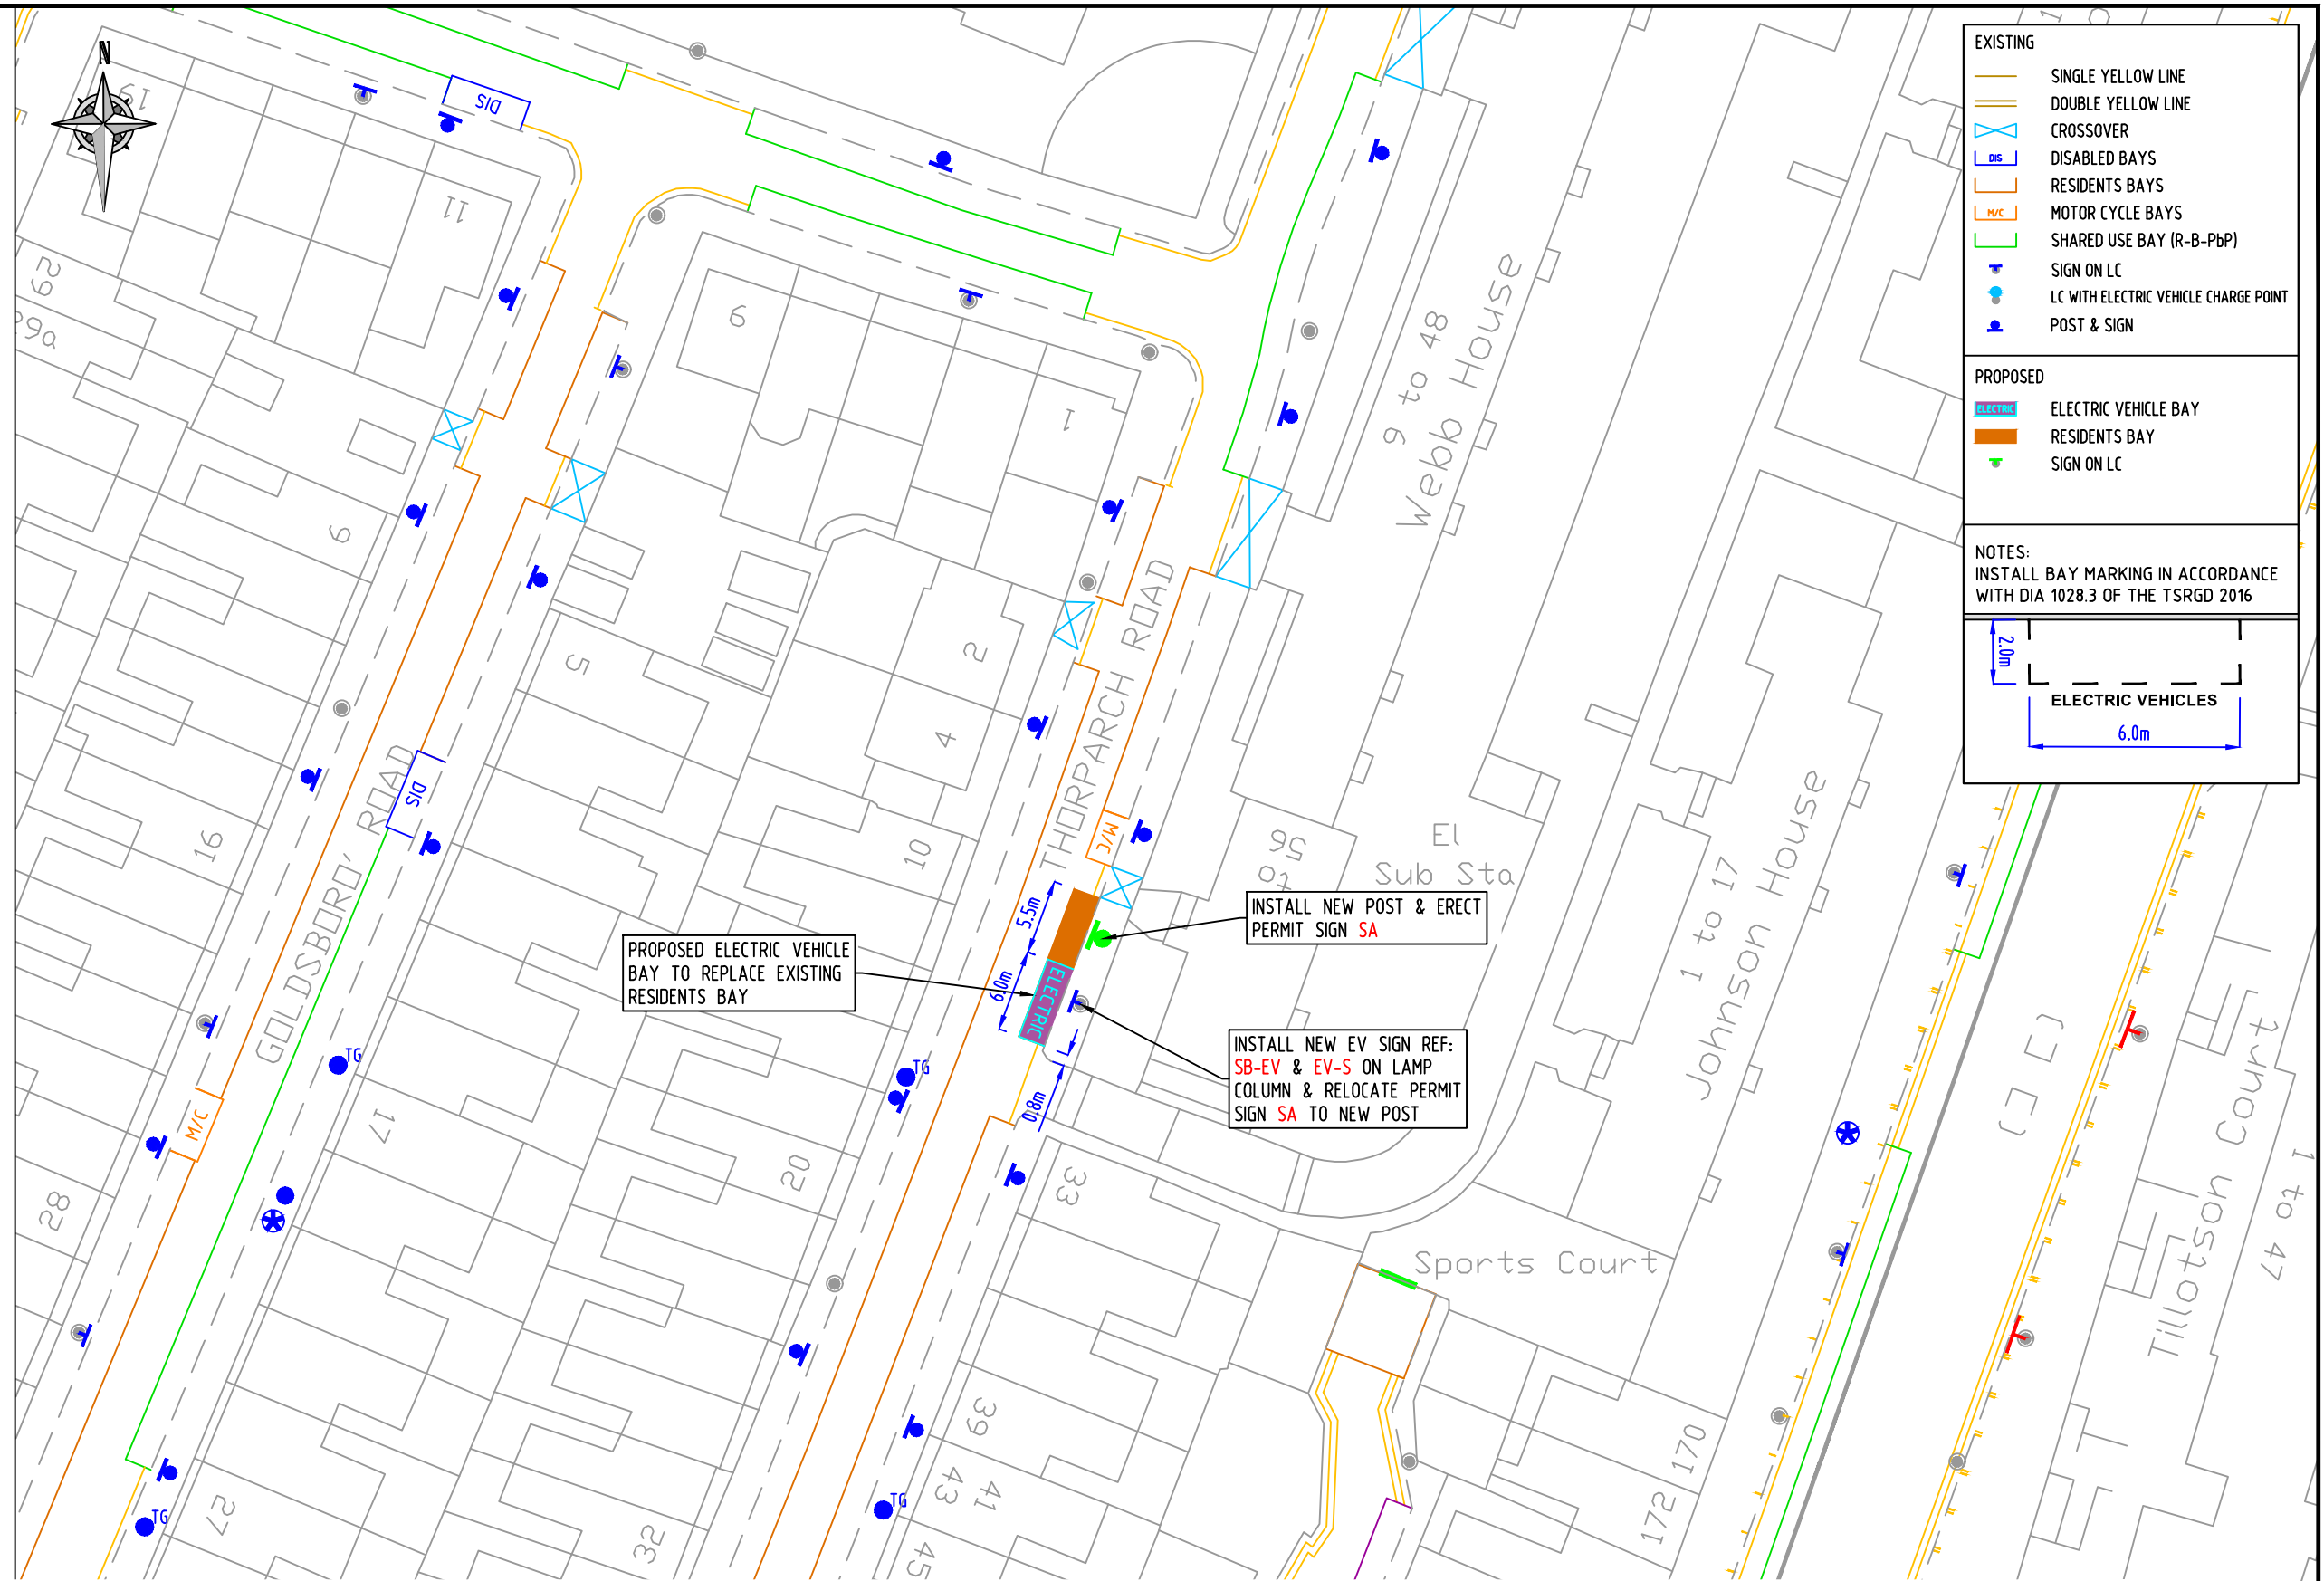 N
19
DIS
11
29
29a
9
1
6
9 to 48
Webb House
2
THORPARCH ROAD
5
4
DIS
GOLDSBORO' ROAD
16
10
M/C
56
El
Sub Sta
to
1 to 17
Johnson House
5.5m
6.0m
ELECTRIC
0.8m
INSTALL NEW POST & ERECT
PERMIT SIGN SA
PROPOSED ELECTRIC VEHICLE
BAY TO REPLACE EXISTING
RESIDENTS BAY
INSTALL NEW EV SIGN REF:
SB-EV & EV-S ON LAMP
COLUMN & RELOCATE PERMIT
SIGN SA TO NEW POST
TG
TG
M/C
17
28
20
33
Sports Court
Tillotson Court
1 to 47
39
41
43
45
170
172
27
32
TG
TG
EXISTING
SINGLE YELLOW LINE
DOUBLE YELLOW LINE
CROSSOVER
DIS DISABLED BAYS
RESIDENTS BAYS
M/C MOTOR CYCLE BAYS
SHARED USE BAY (R-B-PbP)
SIGN ON LC
LC WITH ELECTRIC VEHICLE CHARGE POINT
POST & SIGN
PROPOSED
ELECTRIC ELECTRIC VEHICLE BAY
RESIDENTS BAY
SIGN ON LC
NOTES:
INSTALL BAY MARKING IN ACCORDANCE
WITH DIA 1028.3 OF THE TSRGD 2016
2.0m
ELECTRIC VEHICLES
6.0m